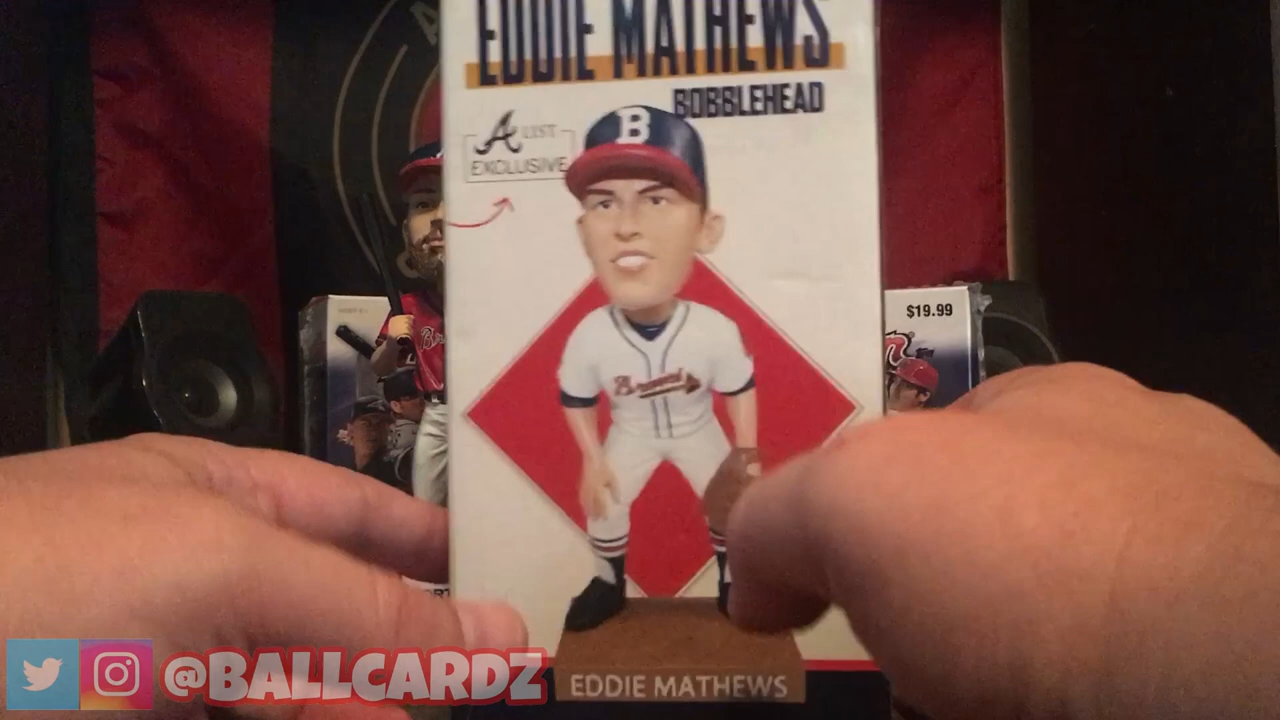 EDDIE MATHEWS
BOBBLEHEAD
A LIST
EXCLUSIVE
B
Braves
$19.99
EDDIE MATHEWS
@BALLCARDZ